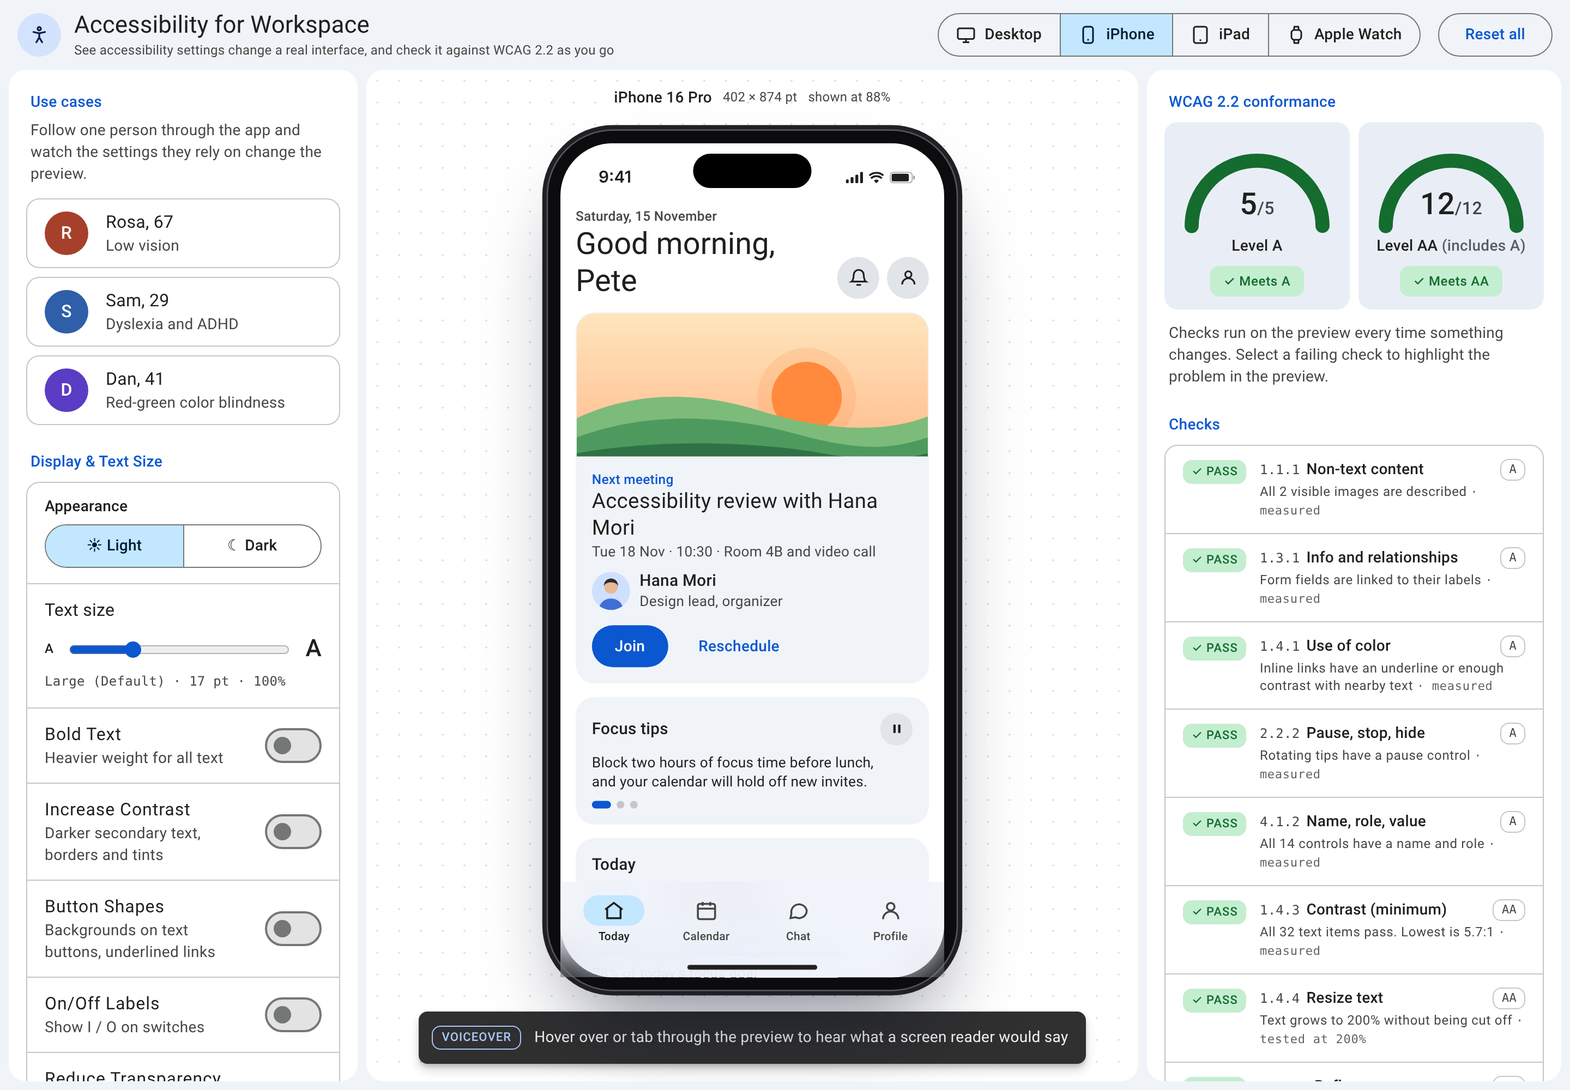 Accessibility for Workspace
See accessibility settings change a real interface, and check it against WCAG 2.2 as you go
Desktop
iPhone
iPad
Apple Watch
Reset all
Use cases
Follow one person through the app and
watch the settings they rely on change the
preview.
R
Rosa, 67
Low vision
S
Sam, 29
Dyslexia and ADHD
D
Dan, 41
Red-green color blindness
Display & Text Size
Appearance
☀ Light
☾ Dark
Text size
A
A
Large (Default) · 17 pt · 100%
Bold Text
Heavier weight for all text
Increase Contrast
Darker secondary text,
borders and tints
Button Shapes
Backgrounds on text
buttons, underlined links
On/Off Labels
Show I / O on switches
Reduce Transparency
iPhone 16 Pro 402 × 874 pt shown at 88%
9:41
Saturday, 15 November
Good morning,
Pete
Next meeting
Accessibility review with Hana
Mori
Tue 18 Nov · 10:30 · Room 4B and video call
Hana Mori
Design lead, organizer
Join
Reschedule
Focus tips
Block two hours of focus time before lunch,
and your calendar will hold off new invites.
Today
Today
Calendar
Chat
Profile
VOICEOVER
Hover over or tab through the preview to hear what a screen reader would say
WCAG 2.2 conformance
5/5
Level A
✓ Meets A
12/12
Level AA (includes A)
✓ Meets AA
Checks run on the preview every time something
changes. Select a failing check to highlight the
problem in the preview.
Checks
✓ PASS
1.1.1 Non-text content
A
All 2 visible images are described ·
measured
✓ PASS
1.3.1 Info and relationships
A
Form fields are linked to their labels ·
measured
✓ PASS
1.4.1 Use of color
A
Inline links have an underline or enough
contrast with nearby text · measured
✓ PASS
2.2.2 Pause, stop, hide
A
Rotating tips have a pause control ·
measured
✓ PASS
4.1.2 Name, role, value
A
All 14 controls have a name and role ·
measured
✓ PASS
1.4.3 Contrast (minimum)
AA
All 32 text items pass. Lowest is 5.7:1 ·
measured
✓ PASS
1.4.4 Resize text
AA
Text grows to 200% without being cut off ·
tested at 200%